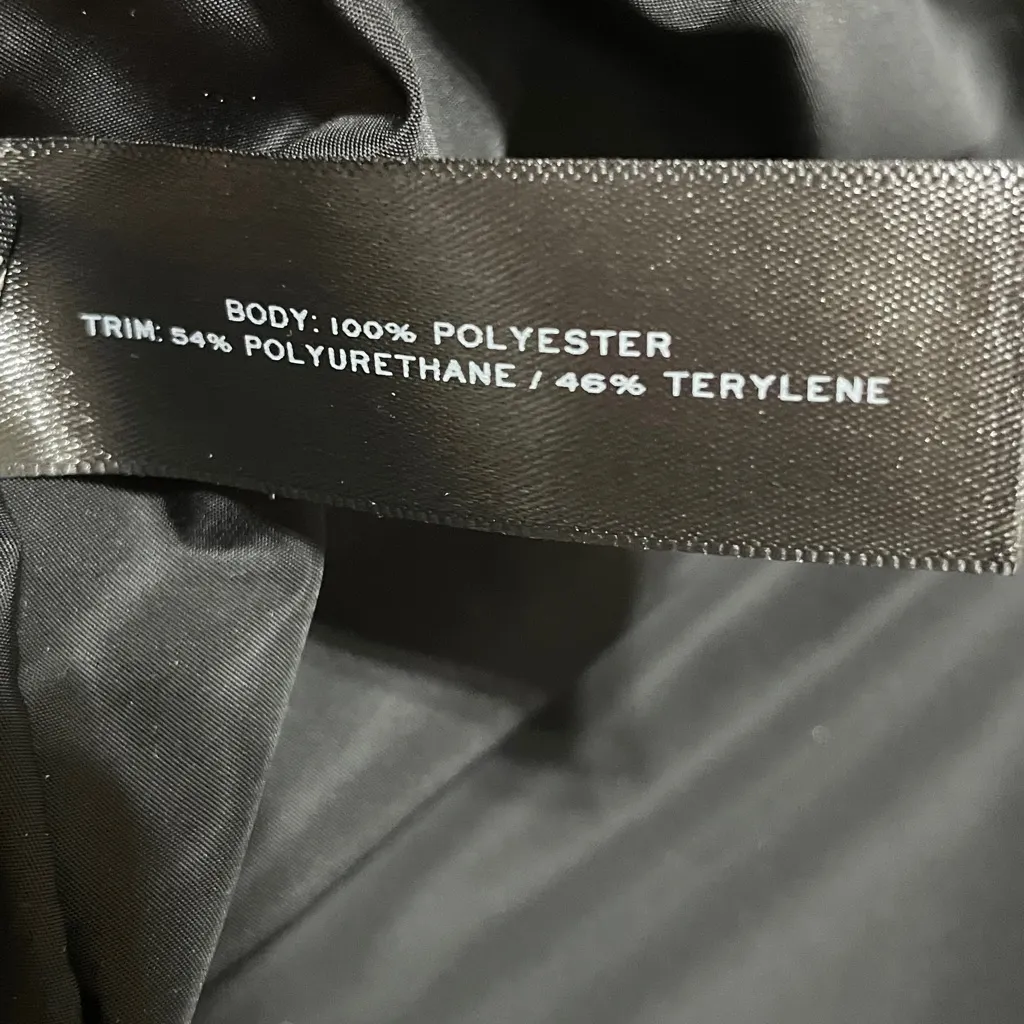 BODY: 100% POLYESTER
TRIM: 54% POLYURETHANE / 46% TERYLENE